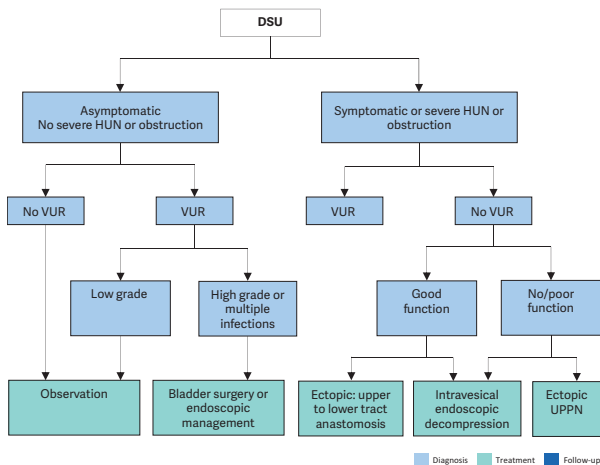 DSU
Asymptomatic
No severe HUN or obstruction
Symptomatic or severe HUN or
obstruction
No VUR
VUR
VUR
No VUR
Low grade
High grade or
multiple
infections
Good
function
No/poor
function
Observation
Bladder surgery or
endoscopic
management
Ectopic: upper
to lower tract
anastomosis
Intravesical
endoscopic
decompression
Ectopic
UPPN
Diagnosis
Treatment
Follow-up